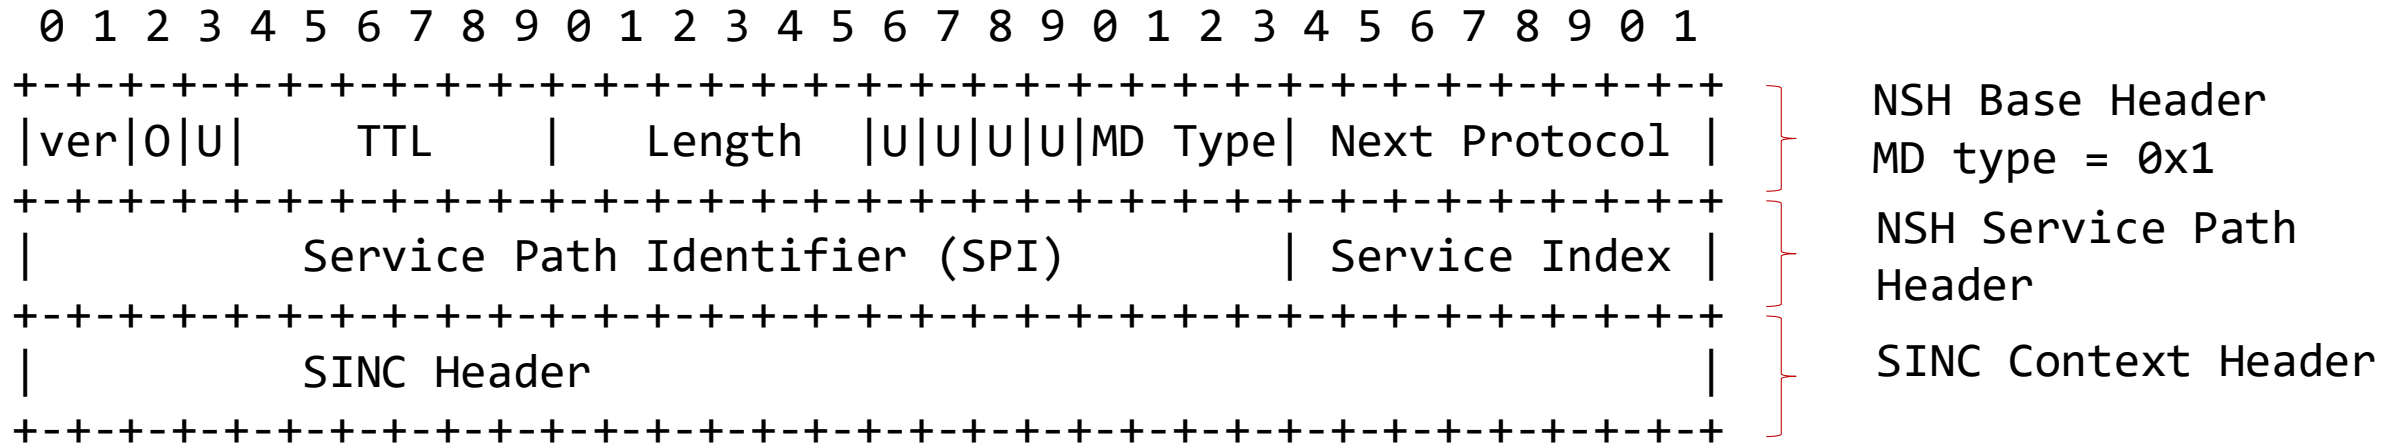 0 1 2 3 4 5 6 7 8 9 0 1 2 3 4 5 6 7 8 9 0 1 2 3 4 5 6 7 8 9 0 1
+-+-+-+-+-+-+-+-+-+-+-+-+-+-+-+-+-+-+-+-+-+-+-+-+-+-+-+-+-+-+-+-+
|ver|O|U|    TTL    |   Length  |U|U|U|U|MD Type| Next Protocol |
+-+-+-+-+-+-+-+-+-+-+-+-+-+-+-+-+-+-+-+-+-+-+-+-+-+-+-+-+-+-+-+-+
|          Service Path Identifier (SPI)        | Service Index |
+-+-+-+-+-+-+-+-+-+-+-+-+-+-+-+-+-+-+-+-+-+-+-+-+-+-+-+-+-+-+-+-+
|          SINC Header                                          |
+-+-+-+-+-+-+-+-+-+-+-+-+-+-+-+-+-+-+-+-+-+-+-+-+-+-+-+-+-+-+-+-+
NSH Base Header
MD type = 0x1
NSH Service Path
Header
SINC Context Header